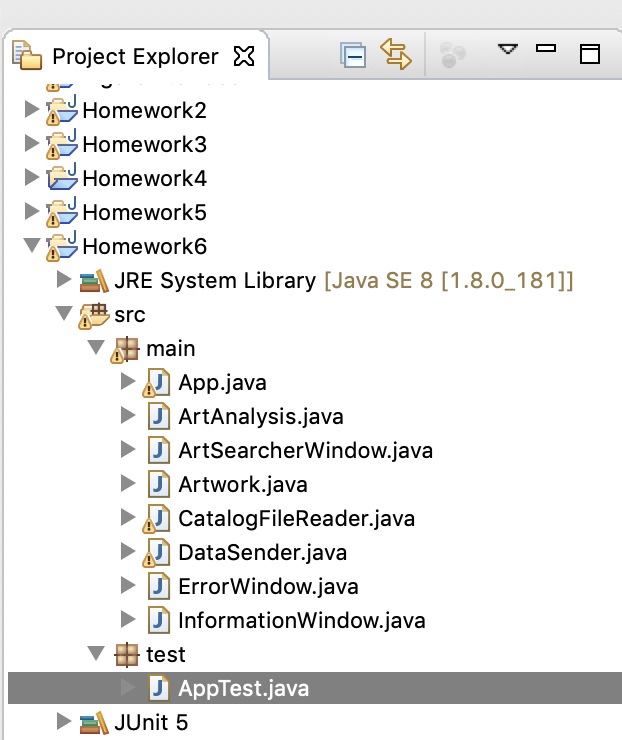 Project Explorer
Homework2
Homework3
Homework4
Homework5
Homework6
JRE System Library [Java SE 8 [1.8.0_181]]
src
main
App.java
ArtAnalysis.java
ArtSearcherWindow.java
Artwork.java
CatalogFileReader.java
DataSender.java
ErrorWindow.java
InformationWindow.java
test
AppTest.java
JUnit 5